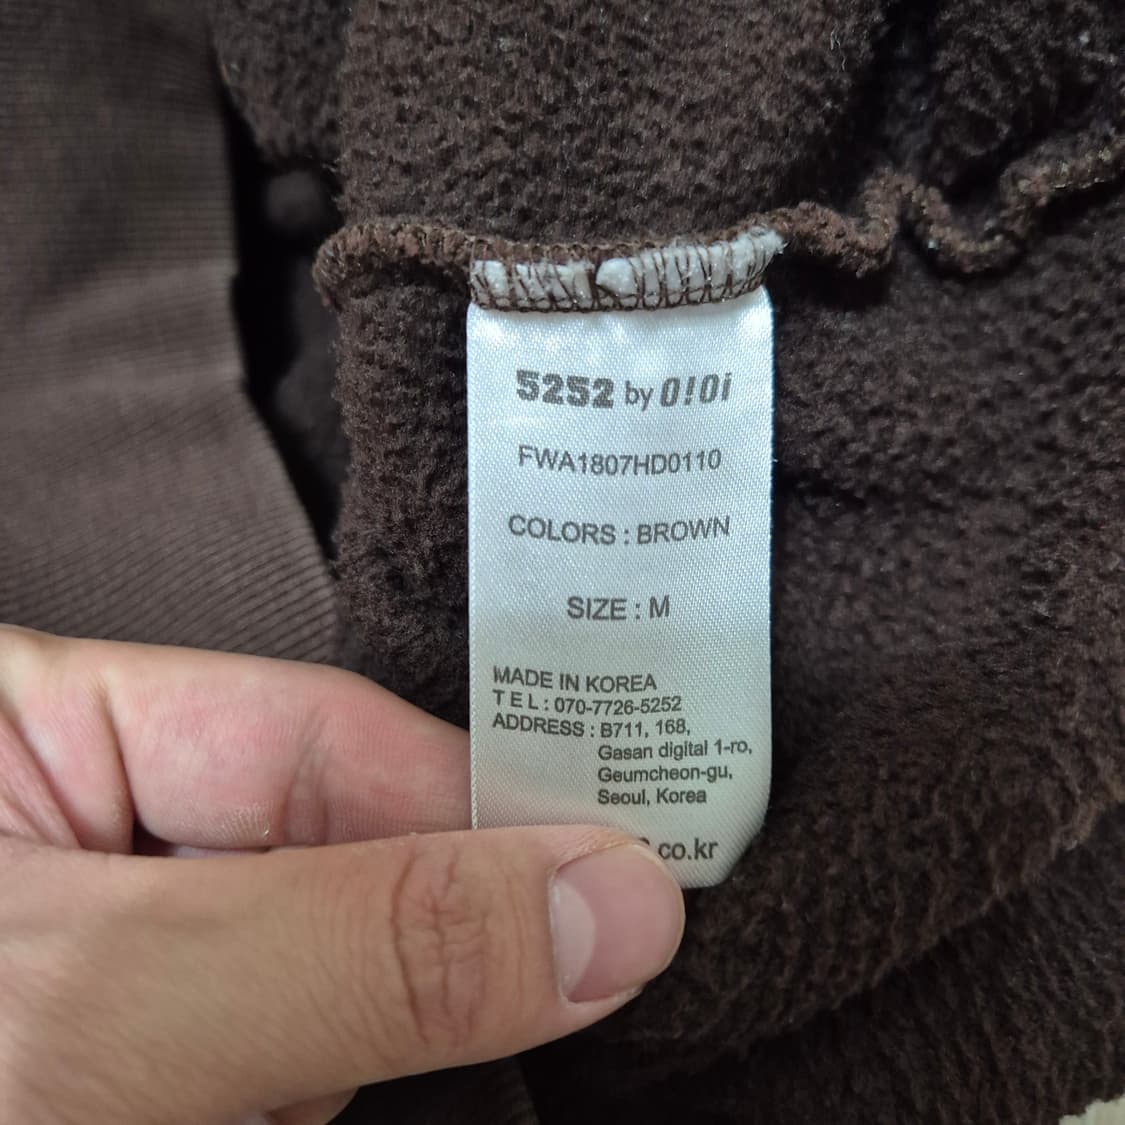 5252 by O!Oi
FWA1807HD0110
COLORS : BROWN
SIZE : M
MADE IN KOREA
TEL : 070-7726-5252
ADDRESS : B711, 168,
Gasan digital 1-ro,
Geumcheon-gu,
Seoul, Korea
.co.kr